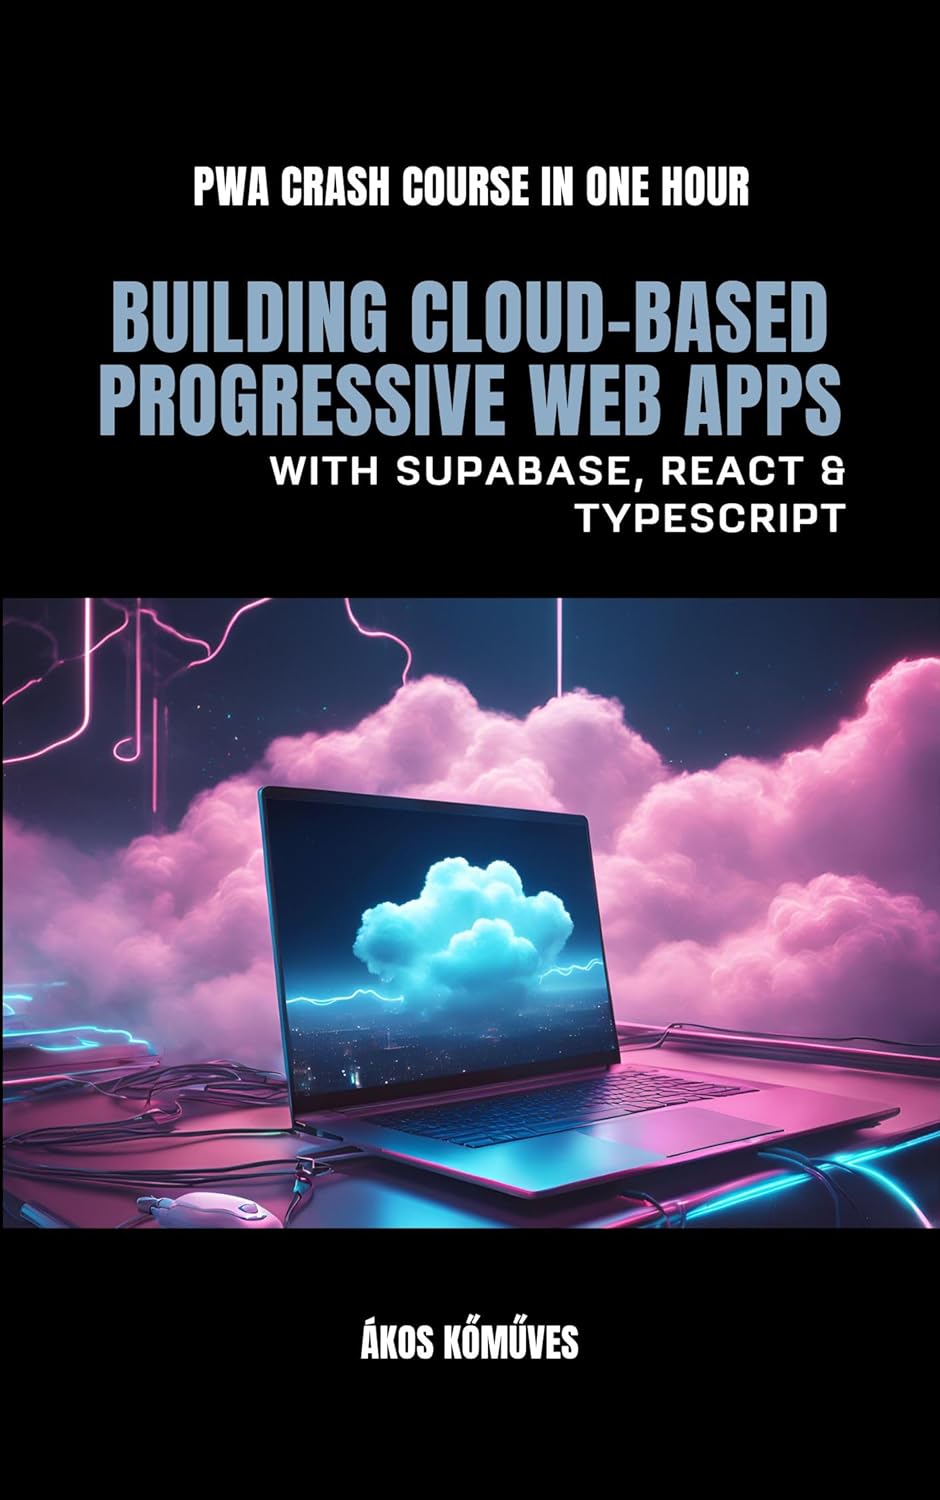 PWA CRASH COURSE IN ONE HOUR
BUILDING CLOUD-BASED
PROGRESSIVE WEB APPS
WITH SUPABASE, REACT &
TYPESCRIPT
ÁKOS KŐMŰVES